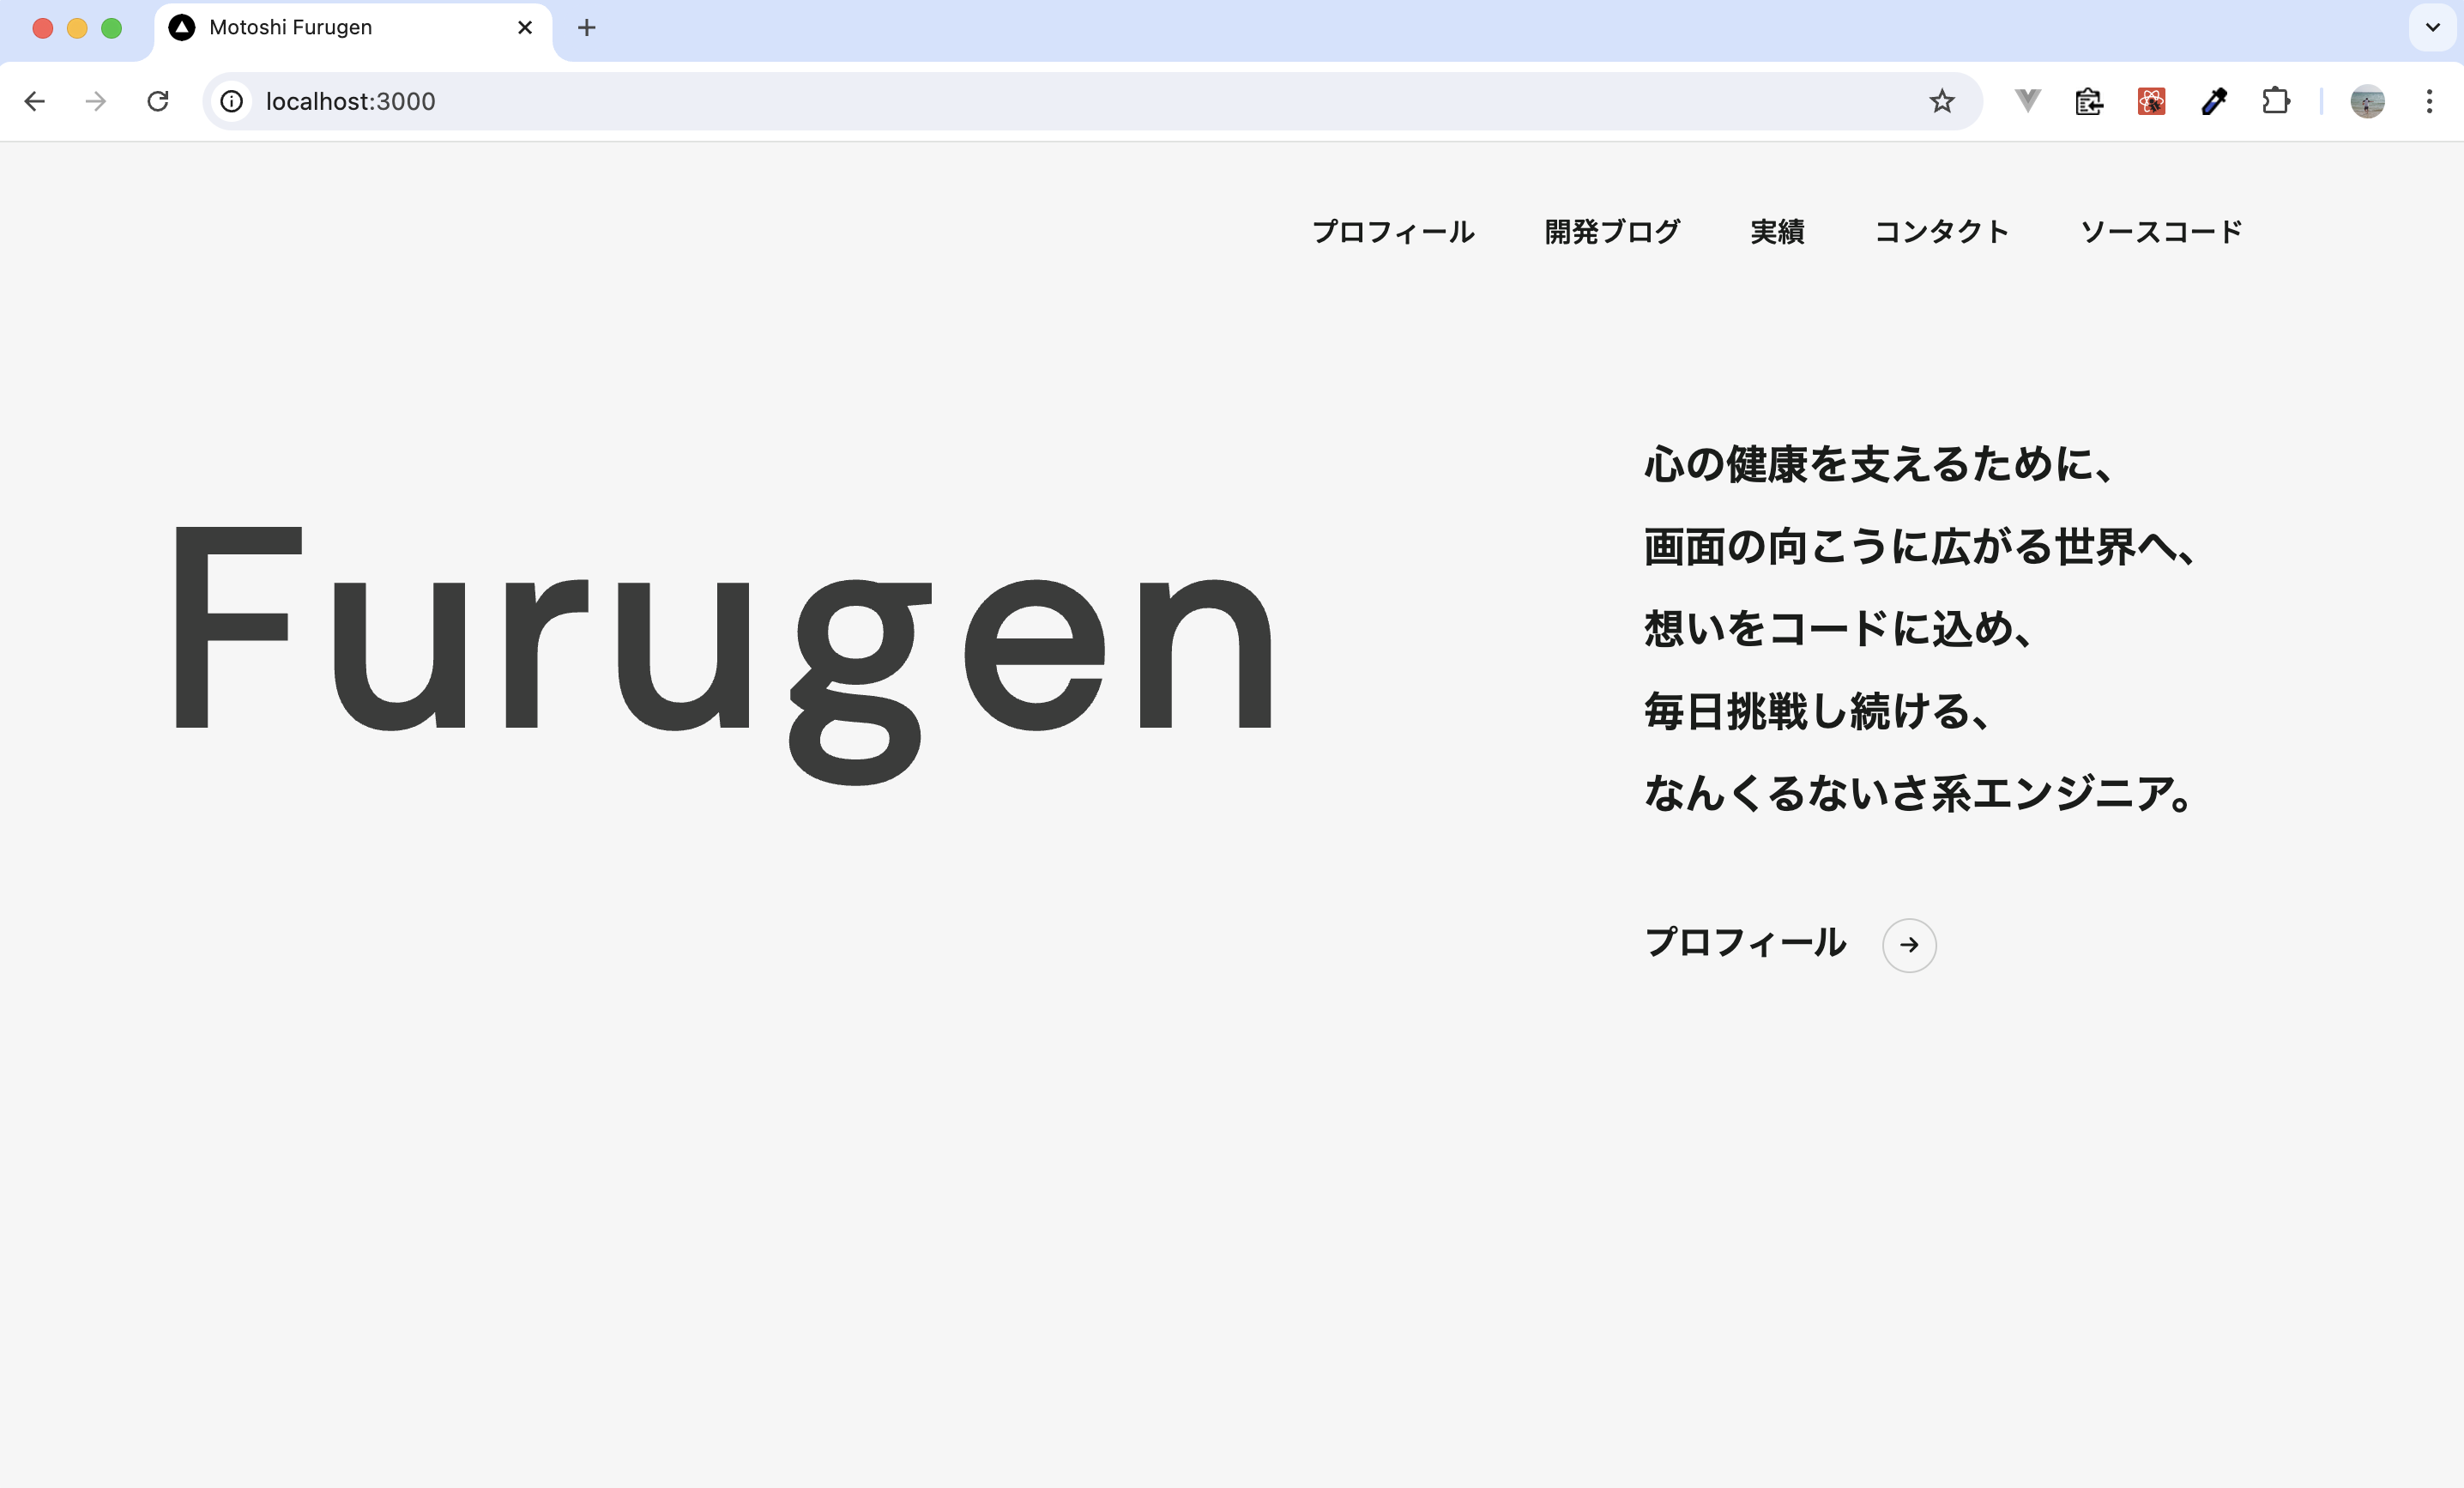 Motoshi Furugen
localhost:3000
プロフィール 開発ブログ 実績 コンタクト ソースコード
Furugen
心の健康を支えるために、
画面の向こうに広がる世界へ、
想いをコードに込め、
毎日挑戦し続ける、
なんくるないさ系エンジニア。
プロフィール